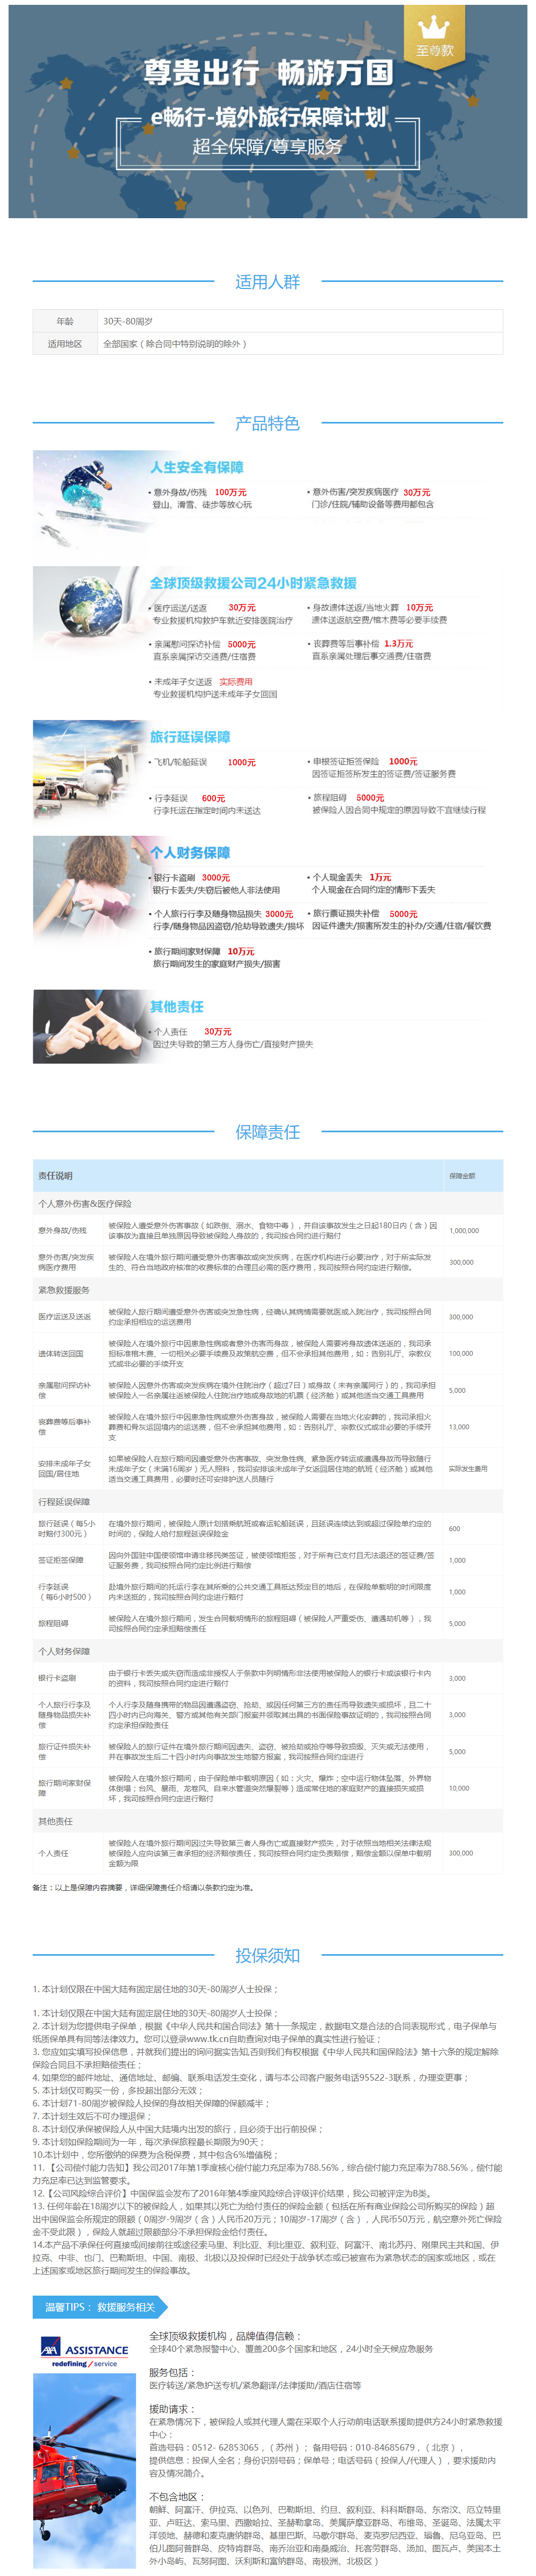 至尊款
尊贵出行 畅游万国
e畅行-境外旅行保障计划
超全保障/尊享服务
适用人群
年龄 30天-80周岁
适用地区 全部国家（除合同中特别说明的除外）
产品特色
人生安全有保障
• 意外身故/伤残 100万元
登山、滑雪、徒步等放心玩
• 意外伤害/突发疾病医疗 30万元
门诊/住院/辅助设备等费用都包含
全球顶级救援公司24小时紧急救援
• 医疗运送/送返 30万元
专业救援机构救护车就近安排医院治疗
• 身故遗体送返/当地火葬 10万元
遗体送返航空费/棺木费等必要手续费
• 亲属慰问探访补偿 5000元
直系亲属探访交通费/住宿费
• 丧葬费等后事补偿 1.3万元
直系亲属处理后事交通费/住宿费
• 未成年子女送返 实际费用
专业救援机构护送未成年子女回国
旅行延误保障
• 飞机/轮船延误 1000元
• 申根签证拒签保险 1000元
因签证拒签所发生的签证费/签证服务费
• 行李延误 600元
行李托运在指定时间内未送达
• 旅程阻碍 5000元
被保险人因合同中规定的原因导致不宜继续行程
个人财务保障
• 银行卡盗刷 3000元
银行卡丢失/失窃后被他人非法使用
• 个人现金丢失 1万元
个人现金在合同约定的情形下丢失
• 个人旅行行李及随身物品损失 3000元
行李/随身物品因盗窃/抢劫导致遗失/损坏
• 旅行票证损失补偿 5000元
因证件遗失/损害所发生的补办/交通/住宿/餐饮费
• 旅行期间家财保障 10万元
旅行期间发生的家庭财产损失/损害
其他责任
• 个人责任 30万元
因过失导致的第三方人身伤亡/直接财产损失
保障责任
责任说明 保障金额
个人意外伤害&医疗保险
意外身故/伤残 被保险人遭受意外伤害事故（如跌倒、溺水、食物中毒），并自该事故发生之日起180日内（含）因
该事故为直接且单独原因导致被保险人身故的，我司按合同约进行赔付 1,000,000
意外伤害/突发疾
病医疗费用 被保险人在境外旅行期间遭受意外伤害事故或突发疾病，在医疗机构进行必要治疗，对于所实际发
生的、符合当地政府核准的收费标准的合理且必需的医疗费用，我司按照合同约定进行赔偿。 300,000
紧急救援服务
医疗运送及送返 被保险人旅行期间遭受意外伤害或突发急性病，经确认其病情需要就医或入院治疗，我司按照合同
约定承担相应的运送费用 300,000
遗体转送回国 被保险人在境外旅行中因患急性病或者意外伤害而身故，被保险人需要将身故遗体送返的，我司承
担标准棺木费、一切相关必要手续费及政策航空费，但不会承担其他费用，如：告别礼厅、宗教仪
式或非必要的手续开支 100,000
亲属慰问探访补
偿 被保险人因意外伤害或突发疾病在境外住院治疗（超过7日）或身故（未有亲属同行）的，我司承担
被保险人一名亲属往返被保险人住院治疗地或身故地的机票（经济舱）或其他适当交通工具费用 5,000
丧葬费等后事补
偿 被保险人在境外旅行中因患急性病或意外伤害身故，被保险人需要在当地火化安葬的，我司承担火
葬费和骨灰运回境内的运送费，但不会承担其他费用，如：告别礼厅、宗教仪式或非必要的手续开
支 13,000
安排未成年子女
回国/居住地 如果被保险人在旅行期间因遭受意外伤害事故、突发急性病、紧急医疗转运或遭遇身故而导致随行
未成年子女（未满16周岁）无人照料，我司安排该未成年子女返回居住地的航班（经济舱）或其他
适当交通工具费用，必要时还可安排护送人员随行 实际发生费用
行程延误保障
旅行延误（每5小
时赔付300元） 在境外旅行期间，被保险人原计划搭乘航班或客运轮船延误，且延误连续达到或超过保险单约定的
时间的，保险人给付旅程延误保险金 600
签证拒签保障 因向外国驻中国使领馆申请非移民类签证，被使领馆拒签，对于所有已支付且无法退还的签证费/签
证服务费，我司按照合同约定比例进行赔偿 1,000
行李延误
（每6小时500） 赴境外旅行期间的托运行李在其所乘的公共交通工具抵达预定目的地后，在保险单载明的时间限度
内未送抵的，我司按照合同约定进行赔付 1,000
旅程阻碍 被保险人在境外旅行期间，发生合同载明情形的旅程阻碍（被保险人严重受伤、遭遇劫机等），我
司按照合同约定承担赔偿责任 5,000
个人财务保障
银行卡盗刷 由于银行卡丢失或失窃而造成非授权人于条款中列明情形非法使用被保险人的银行卡或该银行卡内
的资料，我司按照合同约定进行赔付 3,000
个人旅行行李及
随身物品损失补
偿 个人行李及随身携带的物品因遭遇盗窃、抢劫、或因任何第三方的责任而导致遗失或损坏，且二十
四小时内已向海关、警方或其他有关部门报案并领取其出具的书面保险事故证明的，我司按照合同
约定承担保险责任 3,000
旅行证件损失补
偿 被保险人的旅行证件在境外旅行期间因遗失、盗窃、被抢劫或抢夺等导致损毁、灭失或无法使用，
并在事故发生后二十四小时内向事故发生地警方报案，我司按照合同约定进行 5,000
旅行期间家财保
障 被保险人在境外旅行期间，由于保险单中载明原因（如：火灾、爆炸；空中运行物体坠落、外界物
体倒塌；台风、暴雨、龙卷风、自来水管道突然爆裂等）造成常住地的家庭财产的直接损失或损
坏，我司按照合同约定进行赔付 10,000
其他责任
个人责任 被保险人在境外旅行期间因过失导致第三者人身伤亡或直接财产损失，对于依照当地相关法律法规
被保险人应向该第三者承担的经济赔偿责任，我司按照合同约定负责赔偿，赔偿金额以保单中载明
金额为限 300,000
备注：以上是保障内容摘要，详细保障责任介绍请以条款约定为准。
投保须知
1. 本计划仅限在中国大陆有固定居住地的30天-80周岁人士投保；
1. 本计划仅限在中国大陆有固定居住地的30天-80周岁人士投保；
2. 本计划为您提供电子保单，根据《中华人民共和国合同法》第十一条规定，数据电文是合法的合同表现形式，电子保单与
纸质保单具有同等法律效力。您可以登录www.tk.cn自助查询对电子保单的真实性进行验证；
3. 您应如实填写投保信息，并就我们提出的询问据实告知,否则我们有权根据《中华人民共和国保险法》第十六条的规定解除
保险合同且不承担赔偿责任；
4. 如果您的邮件地址、通信地址、邮编、联系电话发生变化，请与本公司客户服务电话95522-3联系，办理变更事；
5. 本计划仅可购买一份，多投超出部分无效；
6. 本计划71-80周岁被保险人投保的身故相关保障的保额减半；
7. 本计划生效后不可办理退保；
8. 本计划仅承保被保险人从中国大陆境内出发的旅行，且必须于出行前投保；
9. 本计划如保险期间为一年，每次承保旅程最长期限为90天；
10.本计划中，您所缴纳的保费为含税保费，其中包含6%增值税；
11. 【公司偿付能力告知】我公司2017年第1季度核心偿付能力充足率为788.56%，综合偿付能力充足率为788.56%，偿付能
力充足率已达到监管要求。
12.【公司风险综合评价】中国保监会发布了2016年第4季度风险综合评级评价结果，我公司被评定为B类。
13. 任何年龄在18周岁以下的被保险人，如果其以死亡为给付责任的保险金额（包括在所有商业保险公司所购买的保险）超
出中国保监会所规定的限额（0周岁-9周岁（含）人民币20万元；10周岁-17周岁（含），人民币50万元，航空意外死亡保险
金不受此限），保险人就超过限额部分不承担保险金给付责任。
14.本产品不承保任何直接或间接前往或途经索马里、利比亚、利比里亚、叙利亚、阿富汗、南北苏丹、刚果民主共和国、伊
拉克、中非、也门、巴勒斯坦、中国、南极、北极以及投保时已经处于战争状态或已被宣布为紧急状态的国家或地区，或在
上述国家或地区旅行期间发生的保险事故。
温馨TIPS： 救援服务相关
AXA ASSISTANCE
redefining / service
全球顶级救援机构，品牌值得信赖：
全球40个紧急报警中心、覆盖200多个国家和地区，24小时全天候应急服务
服务包括：
医疗转送/紧急护送专机/紧急翻译/法律援助/酒店住宿等
援助请求：
在紧急情况下，被保险人或其代理人需在采取个人行动前电话联系援助提供方24小时紧急救援
中心；
首选号码：0512- 62853065，（苏州）； 备用号码：010-84685679，（北京），
提供信息：投保人全名；身份识别号码；保单号；电话号码（投保人/代理人），要求援助内
容及情况简介。
不包含地区：
朝鲜、阿富汗、伊拉克、以色列、巴勒斯坦、约旦、叙利亚、科科斯群岛、东帝汶、厄立特里
亚、卢旺达、索马里、西撒哈拉、圣赫勒拿岛、美属萨摩亚群岛、布维岛、圣诞岛、法属太平
洋领地、赫德和麦克唐纳群岛、基里巴斯、马歇尔群岛、麦克罗尼西亚、瑙鲁、尼乌亚岛、巴
伯儿图阿普群岛、皮特肯群岛、南乔治亚和南桑威治、托客劳群岛、汤加、图瓦卢、美国本土
外小岛屿、瓦努阿图、沃利斯和富纳群岛、南极洲、北极区）